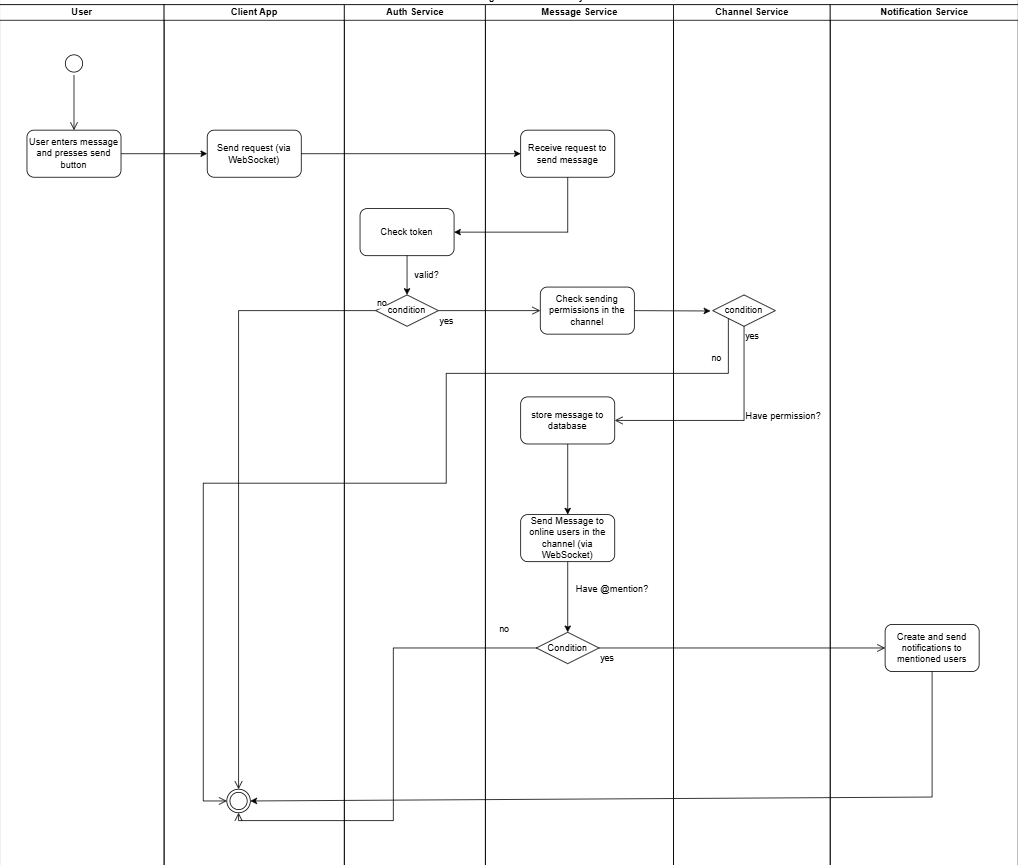 User
Client App
Auth Service
Message Service
Channel Service
Notification Service
User enters message
and presses send
button
Send request (via
WebSocket)
Receive request to
send message
Check token
valid?
no
condition
yes
Check sending
permissions in the
channel
condition
yes
no
Have permission?
store message to
database
Send Message to
online users in the
channel (via
WebSocket)
Have @mention?
no
Condition
yes
Create and send
notifications to
mentioned users